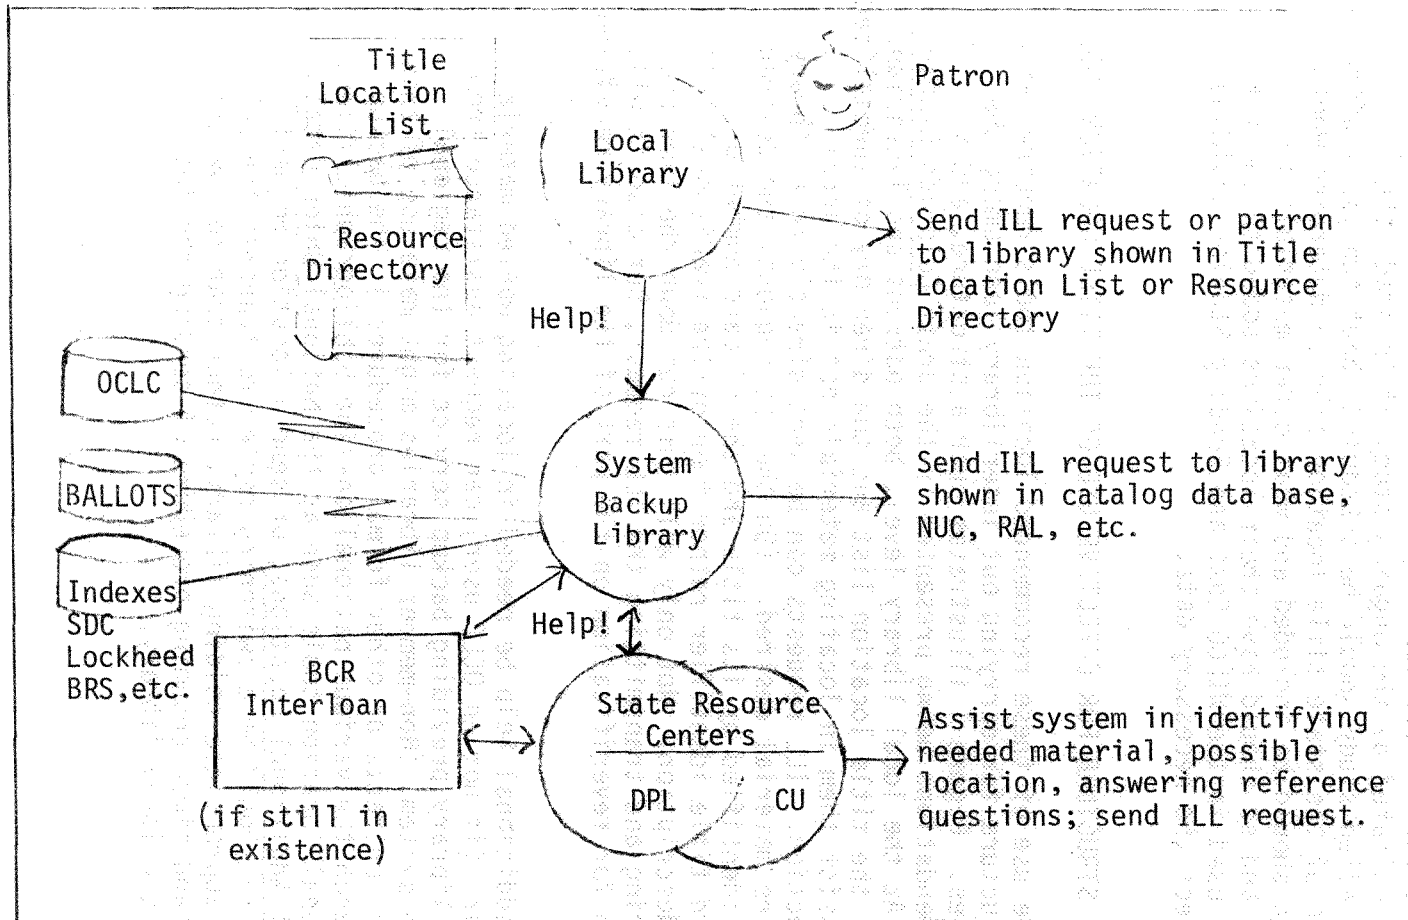 Title
Location
List
Patron
Local
Library
Resource
Directory
Send ILL request or patron
to library shown in Title
Location List or Resource
Directory
Help!
OCLC
BALLOTS
Indexes
SDC
Lockheed
BRS,etc.
System
Backup
Library
Send ILL request to library
shown in catalog data base,
NUC, RAL, etc.
Help!
BCR
Interloan
(if still in
existence)
State Resource
Centers
DPL
CU
Assist system in identifying
needed material, possible
location, answering reference
questions; send ILL request.